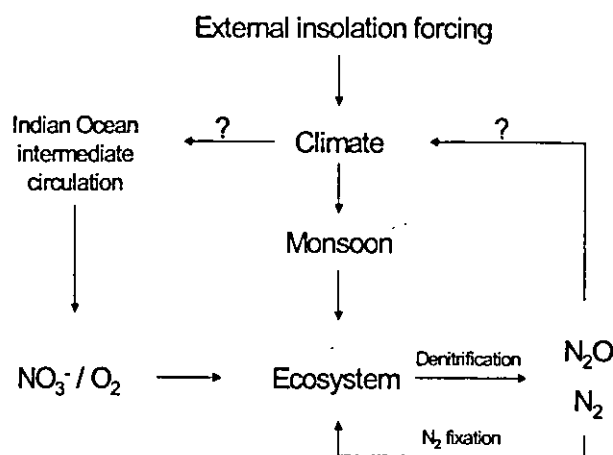 External insolation forcing
Indian Ocean
intermediate
circulation
?
Climate
?
Monsoon
NO₃⁻ / O₂
Ecosystem
Denitrification
N₂O
N₂
N₂ fixation